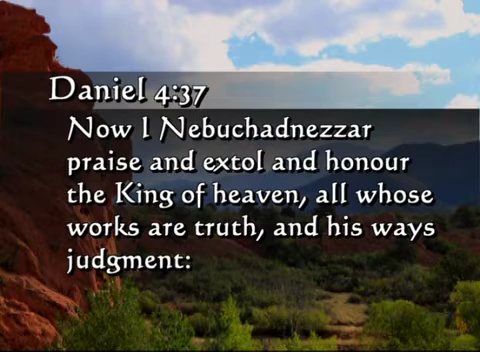 Daniel 4:37
Now I Nebuchadnezzar
praise and extol and honour
the King of heaven, all whose
works are truth, and his ways
judgment: